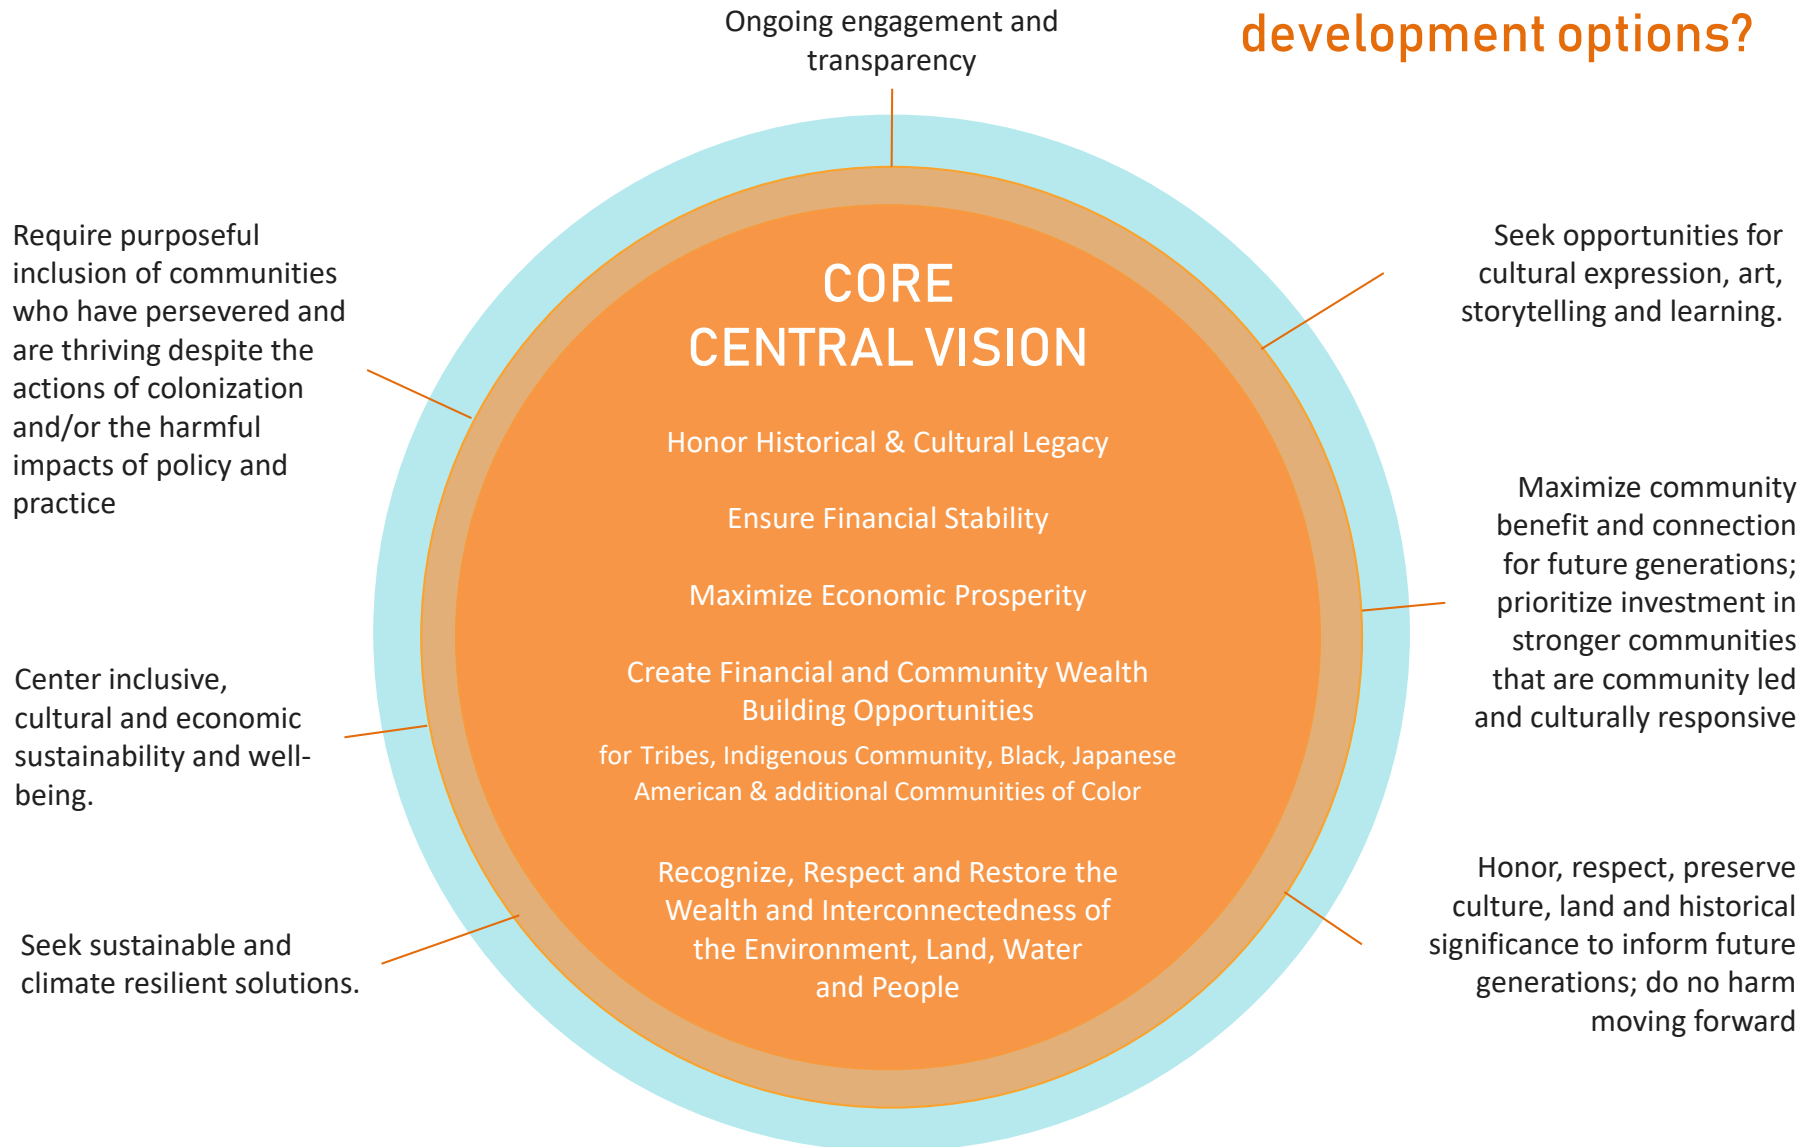 development options?
Ongoing engagement and
transparency
Require purposeful
inclusion of communities
who have persevered and
are thriving despite the
actions of colonization
and/or the harmful
impacts of policy and
practice
Center inclusive,
cultural and economic
sustainability and well-
being.
Seek sustainable and
climate resilient solutions.
CORE
CENTRAL VISION
Honor Historical & Cultural Legacy
Ensure Financial Stability
Maximize Economic Prosperity
Create Financial and Community Wealth
Building Opportunities
for Tribes, Indigenous Community, Black, Japanese
American & additional Communities of Color
Recognize, Respect and Restore the
Wealth and Interconnectedness of
the Environment, Land, Water
and People
Seek opportunities for
cultural expression, art,
storytelling and learning.
Maximize community
benefit and connection
for future generations;
prioritize investment in
stronger communities
that are community led
and culturally responsive
Honor, respect, preserve
culture, land and historical
significance to inform future
generations; do no harm
moving forward